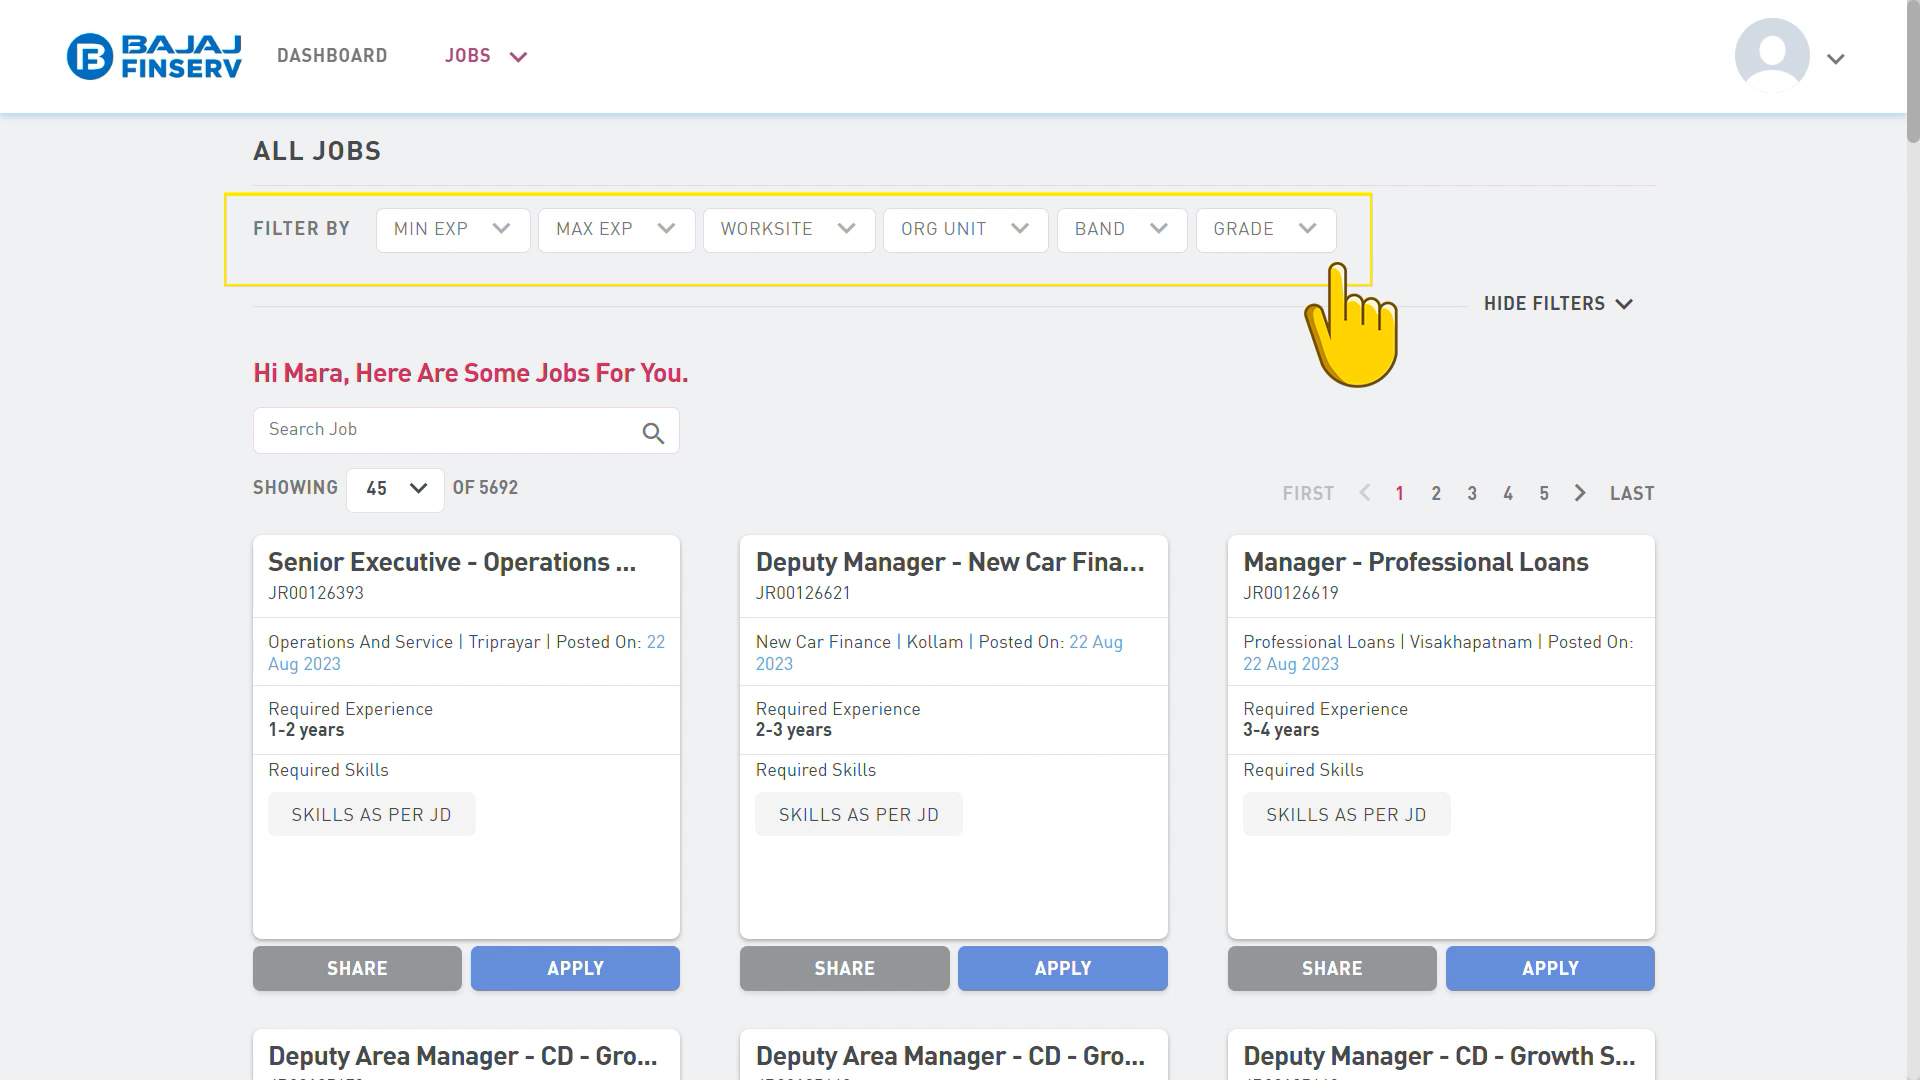 BAJAJ
FINSERV
DASHBOARD
JOBS
ALL JOBS
FILTER BY
MIN EXP
MAX EXP
WORKSITE
ORG UNIT
BAND
GRADE
HIDE FILTERS
Hi Mara, Here Are Some Jobs For You.
Search Job
SHOWING 45 OF 5692
FIRST 1 2 3 4 5 LAST
Senior Executive - Operations ...
JR00126393
Operations And Service | Triprayar | Posted On: 22
Aug 2023
Required Experience
1-2 years
Required Skills
SKILLS AS PER JD
SHARE
APPLY
Deputy Manager - New Car Fina...
JR00126621
New Car Finance | Kollam | Posted On: 22 Aug
2023
Required Experience
2-3 years
Required Skills
SKILLS AS PER JD
SHARE
APPLY
Manager - Professional Loans
JR00126619
Professional Loans | Visakhapatnam | Posted On:
22 Aug 2023
Required Experience
3-4 years
Required Skills
SKILLS AS PER JD
SHARE
APPLY
Deputy Area Manager - CD - Gro...
Deputy Area Manager - CD - Gro...
Deputy Manager - CD - Growth S...